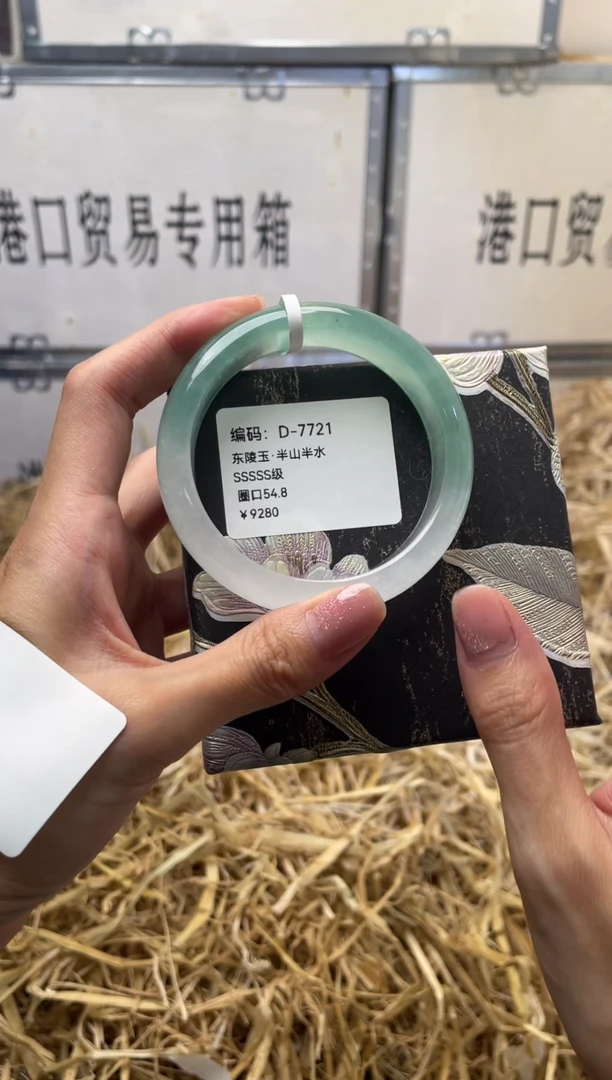 港口贸易专用箱
港口贸易
编码：D-7721
东陵玉·半山半水
SSSSS级
圈口54.8
￥9280